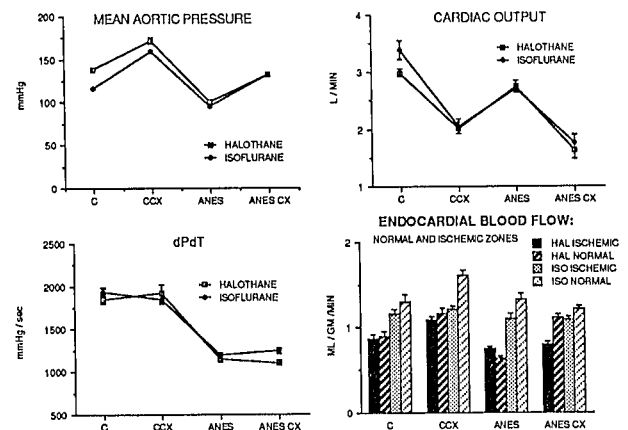 MEAN AORTIC PRESSURE
200
150
100
50
0
mmHg
HALOTHANE
ISOFLURANE
C CCX ANES ANES CX
CARDIAC OUTPUT
4
3
2
1
L / MIN
HALOTHANE
ISOFLURANE
C CCX ANES ANES CX
dPdT
2500
2000
1500
1000
500
mmHg / sec
HALOTHANE
ISOFLURANE
C CCX ANES ANES CX
ENDOCARDIAL BLOOD FLOW:
NORMAL AND ISCHEMIC ZONES
2
1
0
ML / GM /MIN
HAL ISCHEMIC
HAL NORMAL
ISO ISCHEMIC
ISO NORMAL
C CCX ANES ANES CX